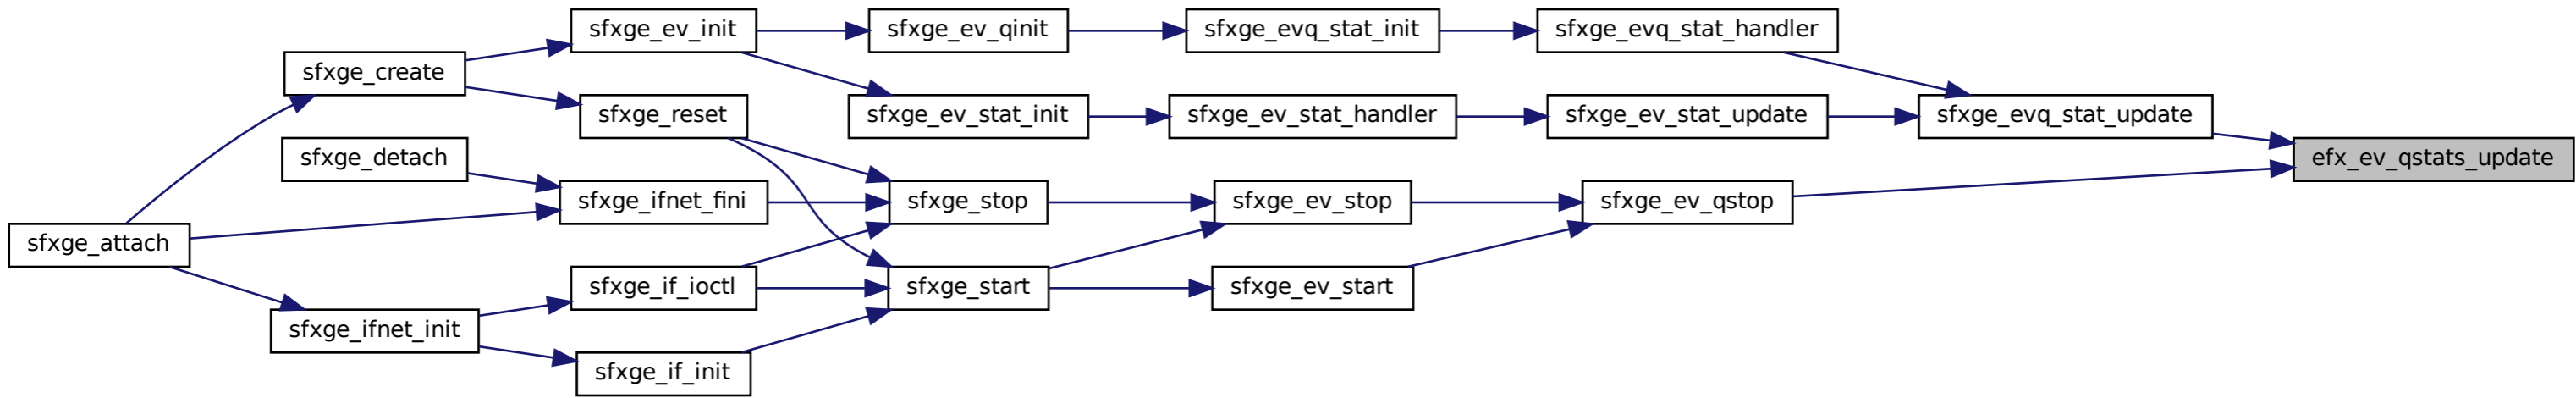 sfxge_ev_init
sfxge_ev_qinit
sfxge_evq_stat_init
sfxge_evq_stat_handler
sfxge_create
sfxge_reset
sfxge_ev_stat_init
sfxge_ev_stat_handler
sfxge_ev_stat_update
sfxge_evq_stat_update
sfxge_detach
efx_ev_qstats_update
sfxge_ifnet_fini
sfxge_stop
sfxge_ev_stop
sfxge_ev_qstop
sfxge_attach
sfxge_if_ioctl
sfxge_start
sfxge_ev_start
sfxge_ifnet_init
sfxge_if_init